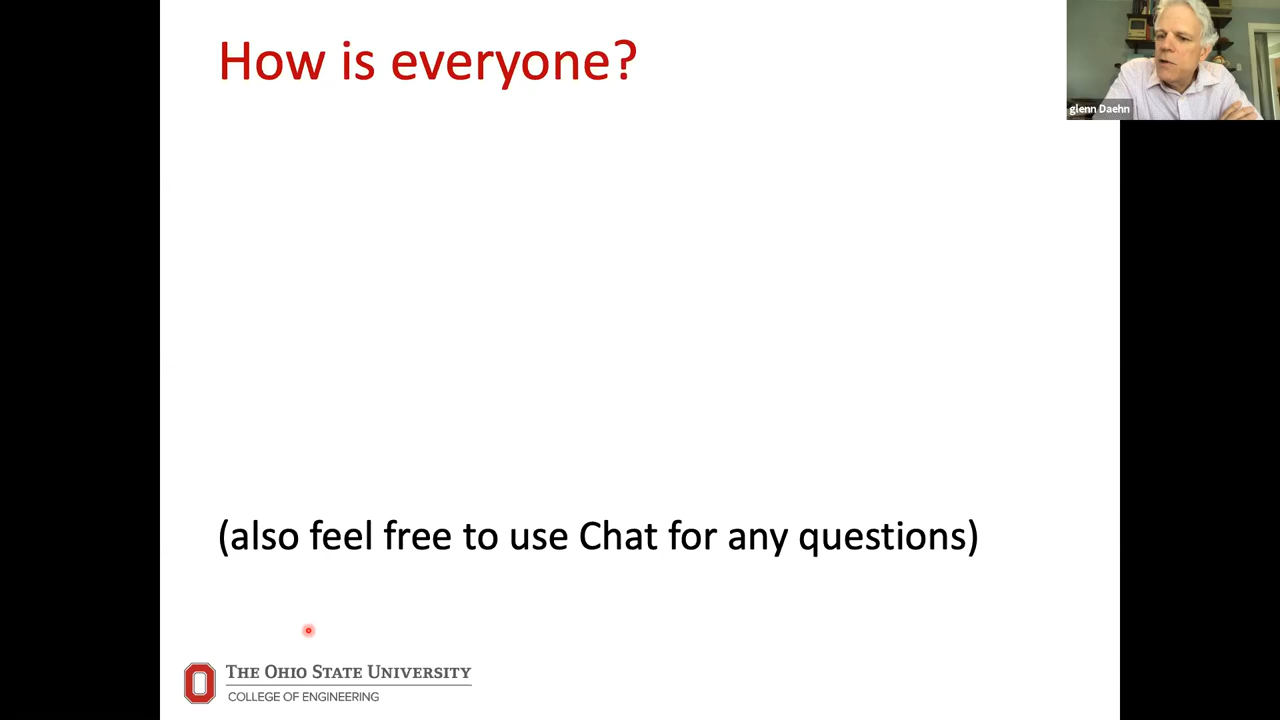 How is everyone?
glenn Daehn
(also feel free to use Chat for any questions)
THE OHIO STATE UNIVERSITY
COLLEGE OF ENGINEERING